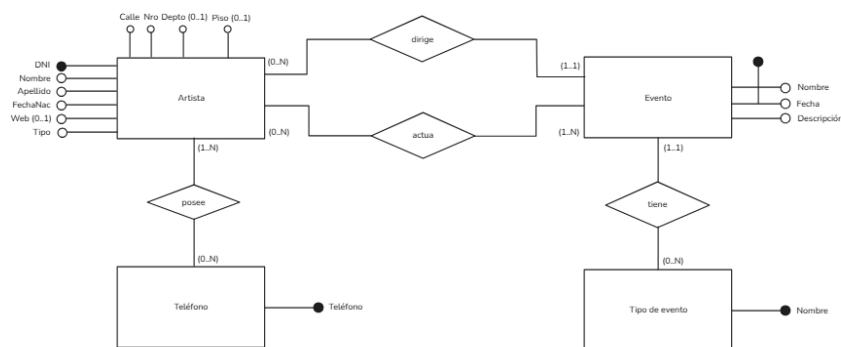 Calle Nro Depto (0..1) Piso (0..1)
DNI
Nombre
Apellido
FechaNac
Web (0..1)
Tipo
Artista
(0..N)
(0..N)
(1..N)
dirige
actua
(1..1)
(1..N)
Evento
(1..1)
Nombre
Fecha
Descripción
posee
tiene
(0..N)
(0..N)
Teléfono
Teléfono
Tipo de evento
Nombre